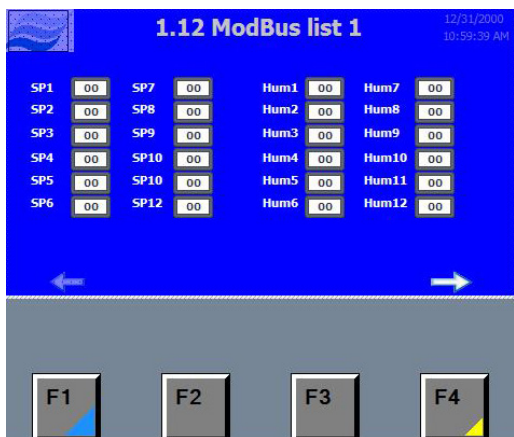 1.12 ModBus list 1
12/31/2000
10:59:39 AM
SP1 00 SP7 00 Hum1 00 Hum7 00
SP2 00 SP8 00 Hum2 00 Hum8 00
SP3 00 SP9 00 Hum3 00 Hum9 00
SP4 00 SP10 00 Hum4 00 Hum10 00
SP5 00 SP10 00 Hum5 00 Hum11 00
SP6 00 SP12 00 Hum6 00 Hum12 00
F1 F2 F3 F4